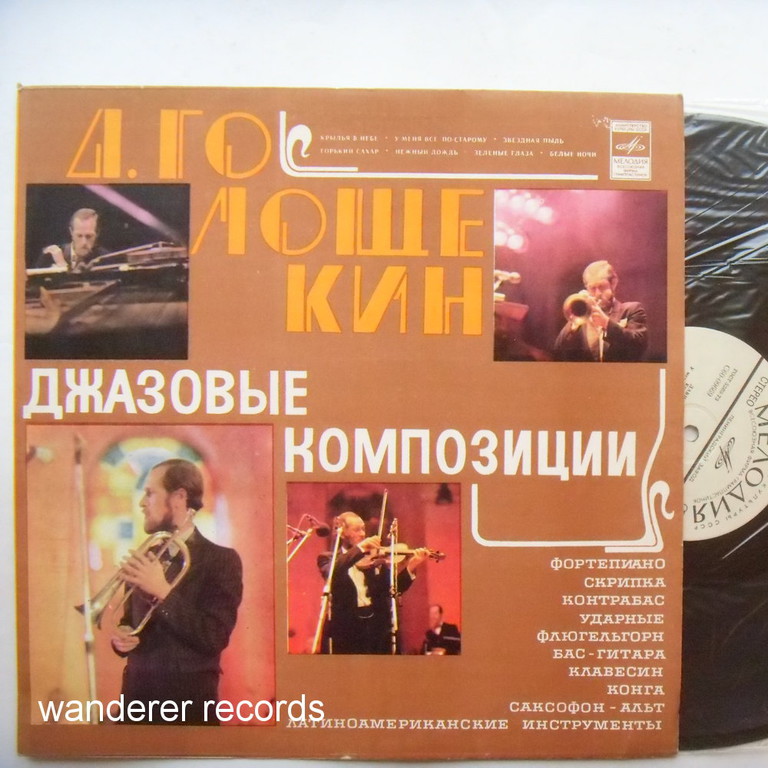 Д. ГО
ЛОЩЕ
КИН
КРЫЛЬЯ В НЕБЕ • У МЕНЯ ВСЕ ПО-СТАРОМУ • ЗВЕЗДНАЯ ПЫЛЬ
ГОРЬКИЙ САХАР • НЕЖНЫЙ ДОЖДЬ • ЗЕЛЕНЫЕ ГЛАЗА • БЕЛЫЕ НОЧИ
МЕЛОДИЯ
ДЖАЗОВЫЕ
КОМПОЗИЦИИ
ФОРТЕПИАНО
СКРИПКА
КОНТРАБАС
УДАРНЫЕ
ФЛЮГЕЛЬГОРН
БАС-ГИТАРА
КЛАВЕСИН
КОНГА
САКСОФОН-АЛЬТ
ЛАТИНОАМЕРИКАНСКИЕ ИНСТРУМЕНТЫ
МЕЛОДИЯ
СТЕРЕО
wanderer records